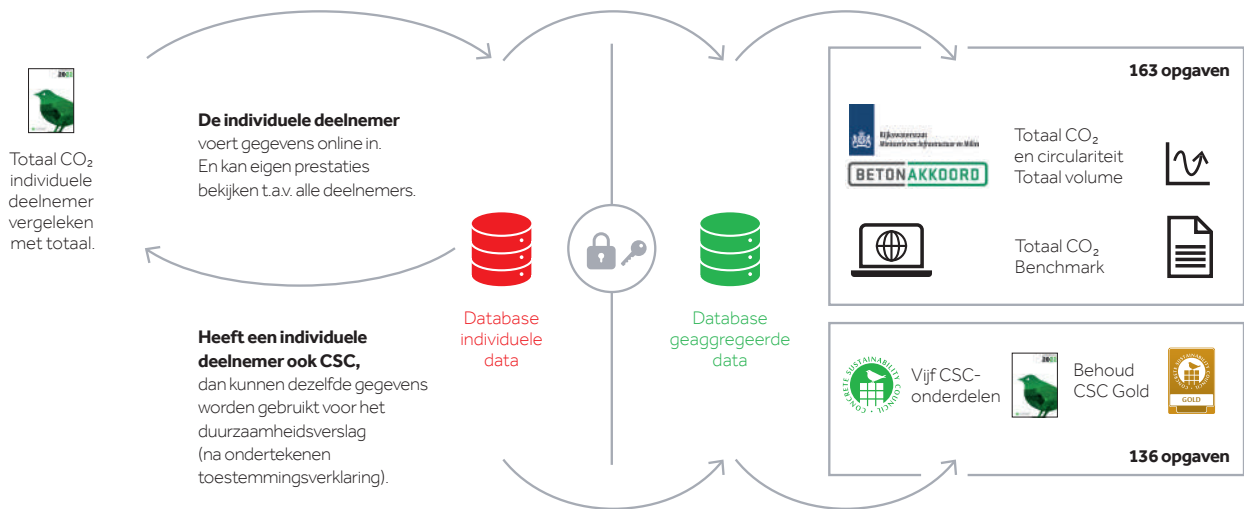 Totaal CO₂
individuele
deelnemer
vergeleken
met totaal.
De individuele deelnemer
voert gegevens online in.
En kan eigen prestaties
bekijken t.a.v. alle deelnemers.
Heeft een individuele
deelnemer ook CSC,
dan kunnen dezelfde gegevens
worden gebruikt voor het
duurzaamheidsverslag
(na ondertekenen
toestemmingsverklaring).
Database
individuele
data
Database
geaggregeerde
data
163 opgaven
Rijkswaterstaat
Ministerie van Infrastructuur en Milieu
BETONAKKOORD
Totaal CO₂
en circulariteit
Totaal volume
Totaal CO₂
Benchmark
CONCRETE SUSTAINABILITY COUNCIL
Vijf CSC-
onderdelen
Behoud
CSC Gold
GOLD
136 opgaven